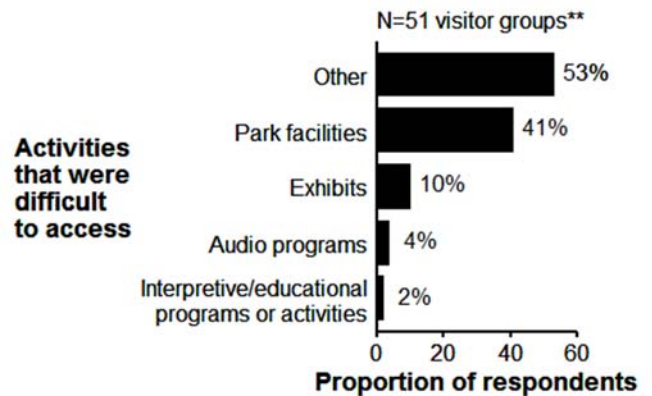 N=51 visitor groups**
Other
53%
Park facilities
41%
Activities
that were
difficult
to access
Exhibits
10%
Audio programs
4%
Interpretive/educational
programs or activities
2%
0 20 40 60
Proportion of respondents